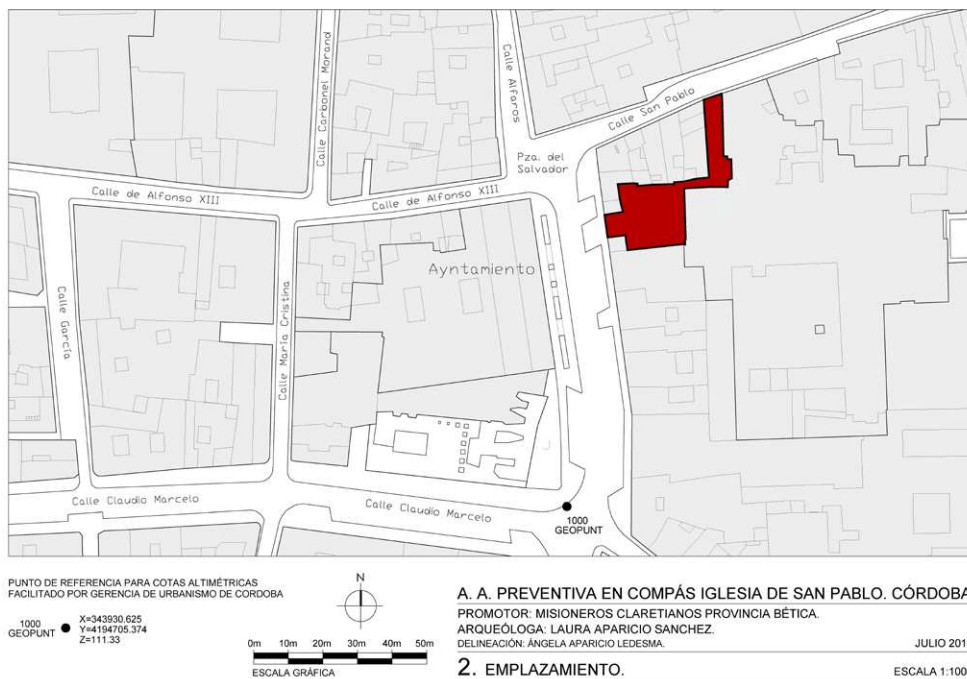 Calle Carbonel Morand
Calle Alfaros
Calle San Pablo
Pza. del
Salvador
Calle de Alfonso XIII
Calle de Alfonso XIII
Ayntamiento
Calle García
Calle María Cristina
Calle Claudio Marcelo
Calle Claudio Marcelo
1000
GEOPUNT
PUNTO DE REFERENCIA PARA COTAS ALTIMÉTRICAS
FACILITADO POR GERENCIA DE URBANISMO DE CORDOBA
1000
GEOPUNT
X=343930.625
Y=4194705.374
Z=111.33
N
0m 10m 20m 30m 40m 50m
ESCALA GRÁFICA
A. A. PREVENTIVA EN COMPÁS IGLESIA DE SAN PABLO. CÓRDOBA
PROMOTOR: MISIONEROS CLARETIANOS PROVINCIA BÉTICA.
ARQUEÓLOGA: LAURA APARICIO SANCHEZ.
DELINEACIÓN: ÁNGELA APARICIO LEDESMA.
JULIO 201
2. EMPLAZAMIENTO.
ESCALA 1:100